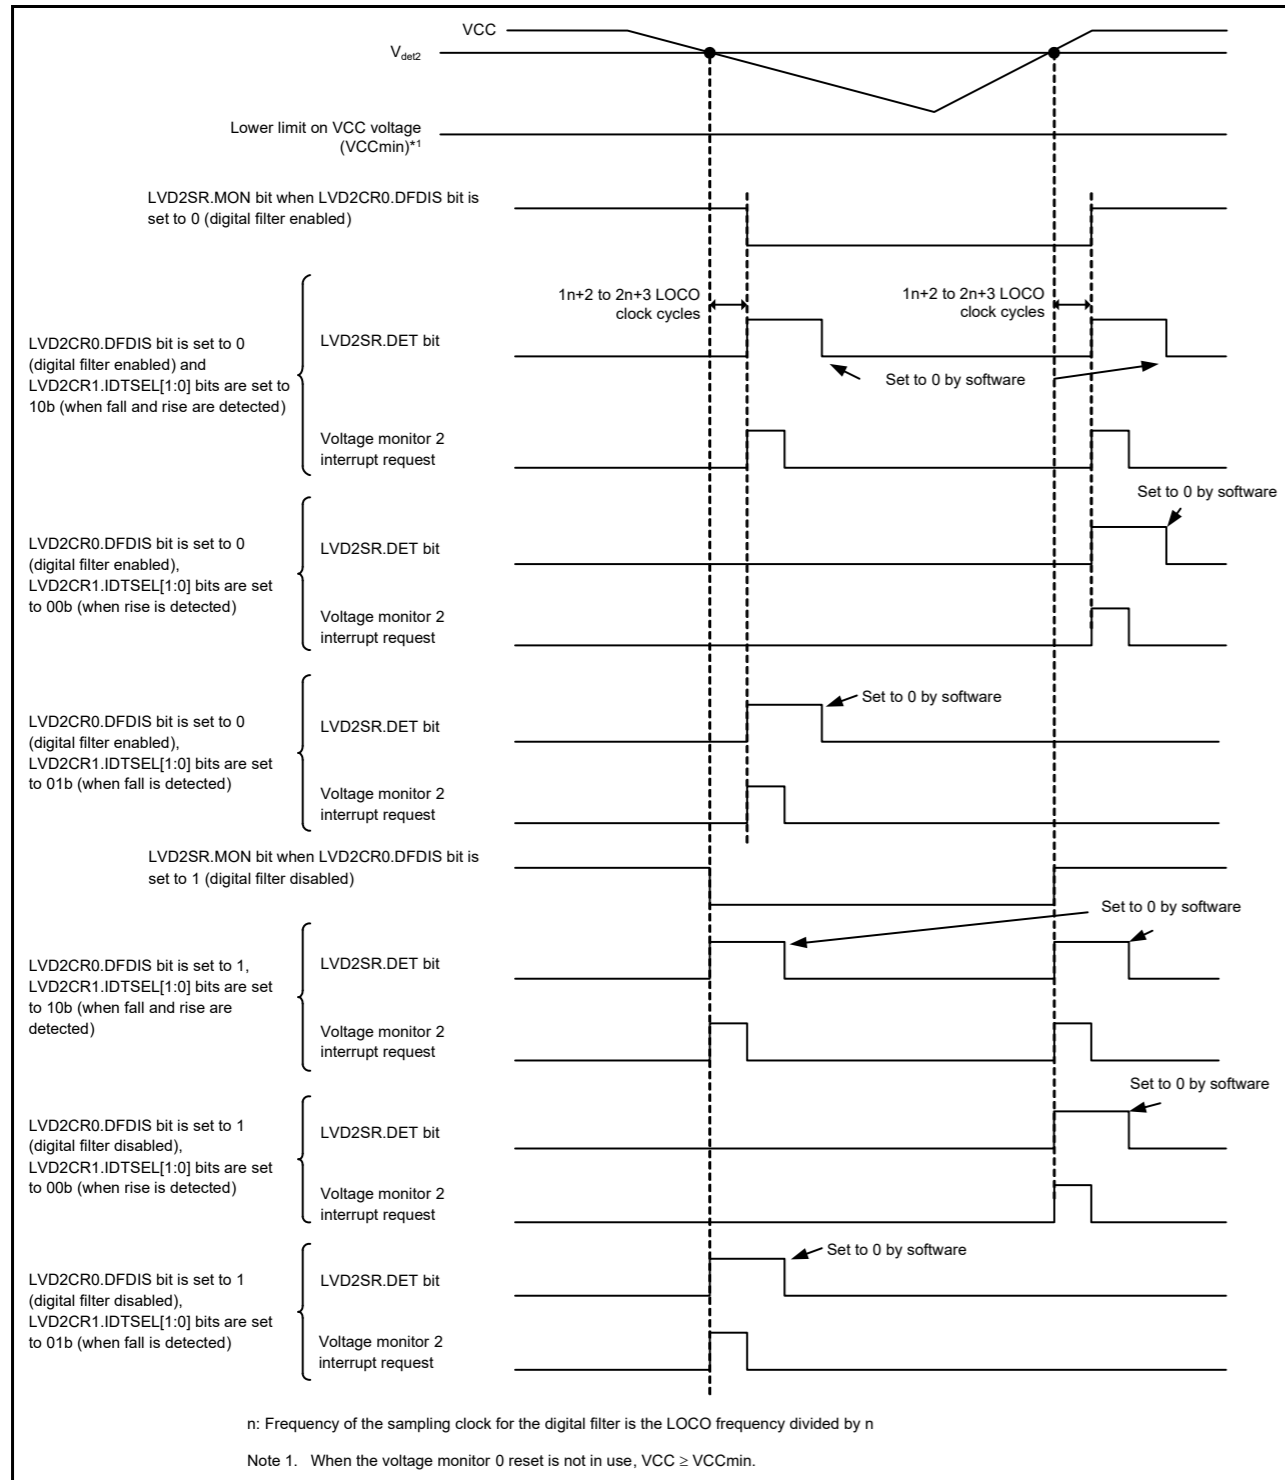 VCC
Vdet2
Lower limit on VCC voltage
(VCCmin)*1
LVD2SR.MON bit when LVD2CR0.DFDIS bit is
set to 0 (digital filter enabled)
1n+2 to 2n+3 LOCO
clock cycles
1n+2 to 2n+3 LOCO
clock cycles
LVD2CR0.DFDIS bit is set to 0
(digital filter enabled) and
LVD2CR1.IDTSEL[1:0] bits are set to
10b (when fall and rise are detected)
LVD2SR.DET bit
Set to 0 by software
Voltage monitor 2
interrupt request
Set to 0 by software
LVD2CR0.DFDIS bit is set to 0
(digital filter enabled),
LVD2CR1.IDTSEL[1:0] bits are set
to 00b (when rise is detected)
LVD2SR.DET bit
Voltage monitor 2
interrupt request
Set to 0 by software
LVD2CR0.DFDIS bit is set to 0
(digital filter enabled),
LVD2CR1.IDTSEL[1:0] bits are set
to 01b (when fall is detected)
LVD2SR.DET bit
Voltage monitor 2
interrupt request
LVD2SR.MON bit when LVD2CR0.DFDIS bit is
set to 1 (digital filter disabled)
Set to 0 by software
LVD2CR0.DFDIS bit is set to 1,
LVD2CR1.IDTSEL[1:0] bits are set
to 10b (when fall and rise are
detected)
LVD2SR.DET bit
Voltage monitor 2
interrupt request
Set to 0 by software
LVD2CR0.DFDIS bit is set to 1
(digital filter disabled),
LVD2CR1.IDTSEL[1:0] bits are set
to 00b (when rise is detected)
LVD2SR.DET bit
Voltage monitor 2
interrupt request
Set to 0 by software
LVD2CR0.DFDIS bit is set to 1
(digital filter disabled),
LVD2CR1.IDTSEL[1:0] bits are set
to 01b (when fall is detected)
LVD2SR.DET bit
Voltage monitor 2
interrupt request
n: Frequency of the sampling clock for the digital filter is the LOCO frequency divided by n
Note 1. When the voltage monitor 0 reset is not in use, VCC ≥ VCCmin.